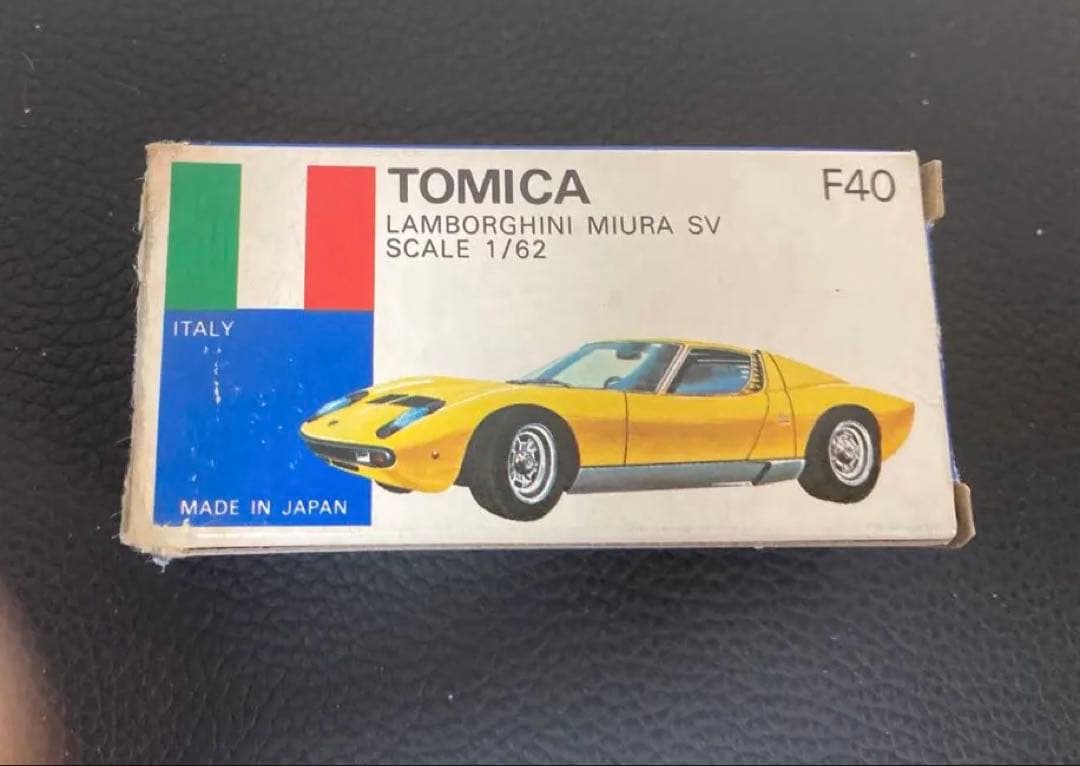 TOMICA
F40
LAMBORGHINI MIURA SV
SCALE 1/62
ITALY
MADE IN JAPAN